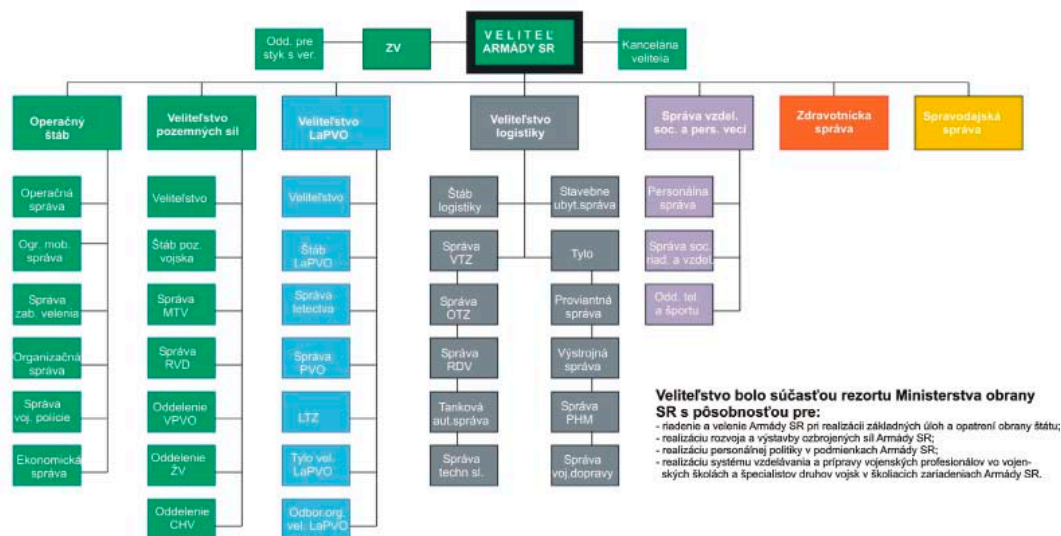 Odd. pre
styk s ver.
ZV
VELITEĽ
ARMÁDY SR
Kancelária
veliteľa
Operačný
štáb
Veliteľstvo
pozemných síl
Veliteľstvo
LaPVO
Veliteľstvo
logistiky
Správa vzdel.
soc. a pers. vecí
Zdravotnícka
správa
Spravodajská
správa
Operačná
správa
Ogr. mob.
správa
Správa
zab. velenia
Organizačná
správa
Správa
voj. polície
Ekonomická
správa
Veliteľstvo
Štáb poz.
vojska
Správa
MTV
Správa
RVD
Oddelenie
VPVO
Oddelenie
ŽV
Oddelenie
CHV
Veliteľstvo
Štáb
LaPVO
Správa
letectva
Správa
PVO
LTZ
Tylo vel.
LaPVO
Odbor.org.
vel. LaPVO
Štáb
logistiky
Správa
VTZ
Správa
OTZ
Správa
RDV
Tanková
aut.správa
Správa
techn sl.
Stavebne
ubyt.správa
Tylo
Proviantná
správa
Výstrojná
správa
Správa
PHM
Správa
voj.dopravy
Personálna
správa
Správa soc.
riad. a vzdel.
Odd. tel.
a športu
Veliteľstvo bolo súčasťou rezortu Ministerstva obrany
SR s pôsobnosťou pre:
- riadenie a velenie Armády SR pri realizácii základných úloh a opatrení obrany štátu;
- realizáciu rozvoja a výstavby ozbrojených síl Armády SR;
- realizáciu personálnej politiky v podmienkach Armády SR;
- realizáciu systému vzdelávania a prípravy vojenských profesionálov vo vojen-
ských školách a špecialistov druhov vojsk v školiacich zariadeniach Armády SR.